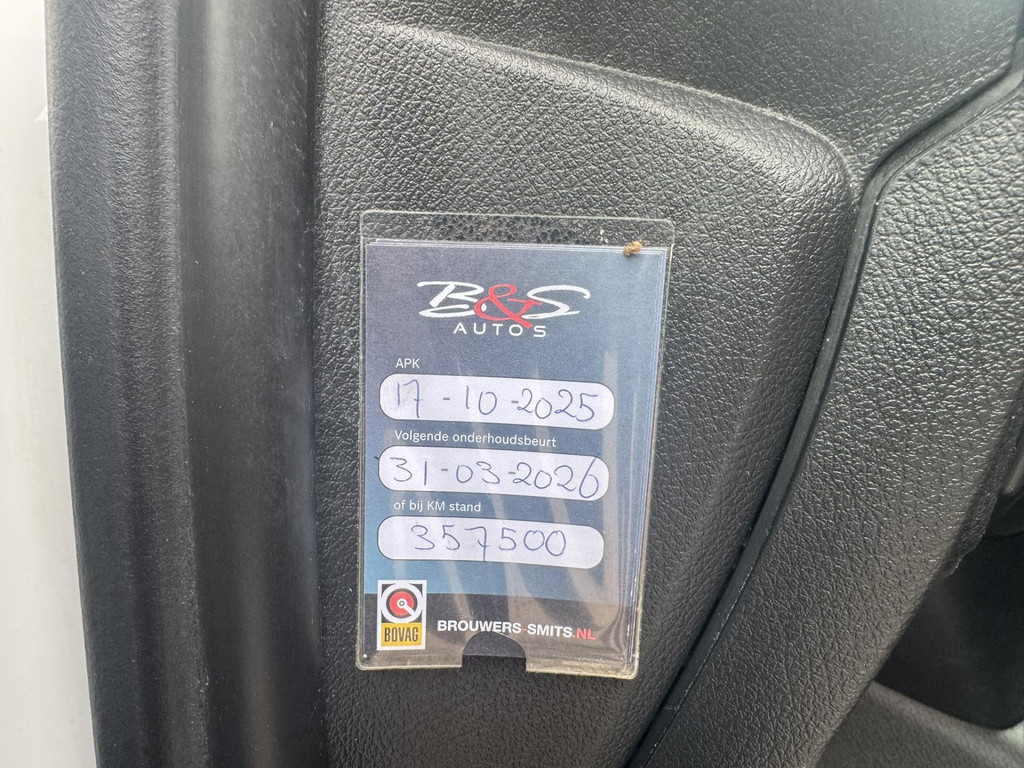 B&S
AUTO'S
APK
17-10-2025
Volgende onderhoudsbeurt
31-03-2026
of bij KM stand
357500
BOVAG
BROUWERS-SMITS.NL